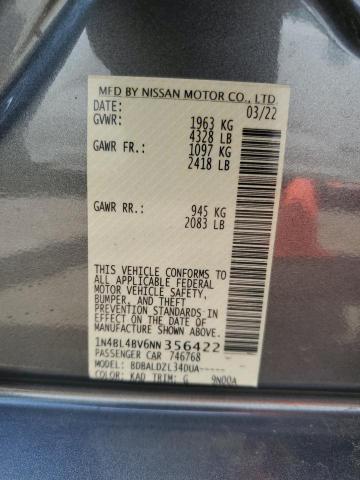 MFD BY NISSAN MOTOR CO., LTD.
DATE: 03/22
GVWR: 1963 KG
4328 LB
GAWR FR.: 1097 KG
2418 LB
GAWR RR.: 945 KG
2083 LB
THIS VEHICLE CONFORMS TO
ALL APPLICABLE FEDERAL
MOTOR VEHICLE SAFETY,
BUMPER, AND THEFT
PREVENTION STANDARDS IN
EFFECT ON THE DATE OF
MANUFACTURE SHOWN ABOVE.
1N4BL4BV6NN356422
PASSENGER CAR 746768
MODEL: BDBALDZL34DUA-----
COLOR: KAD TRIM: G 9N00A